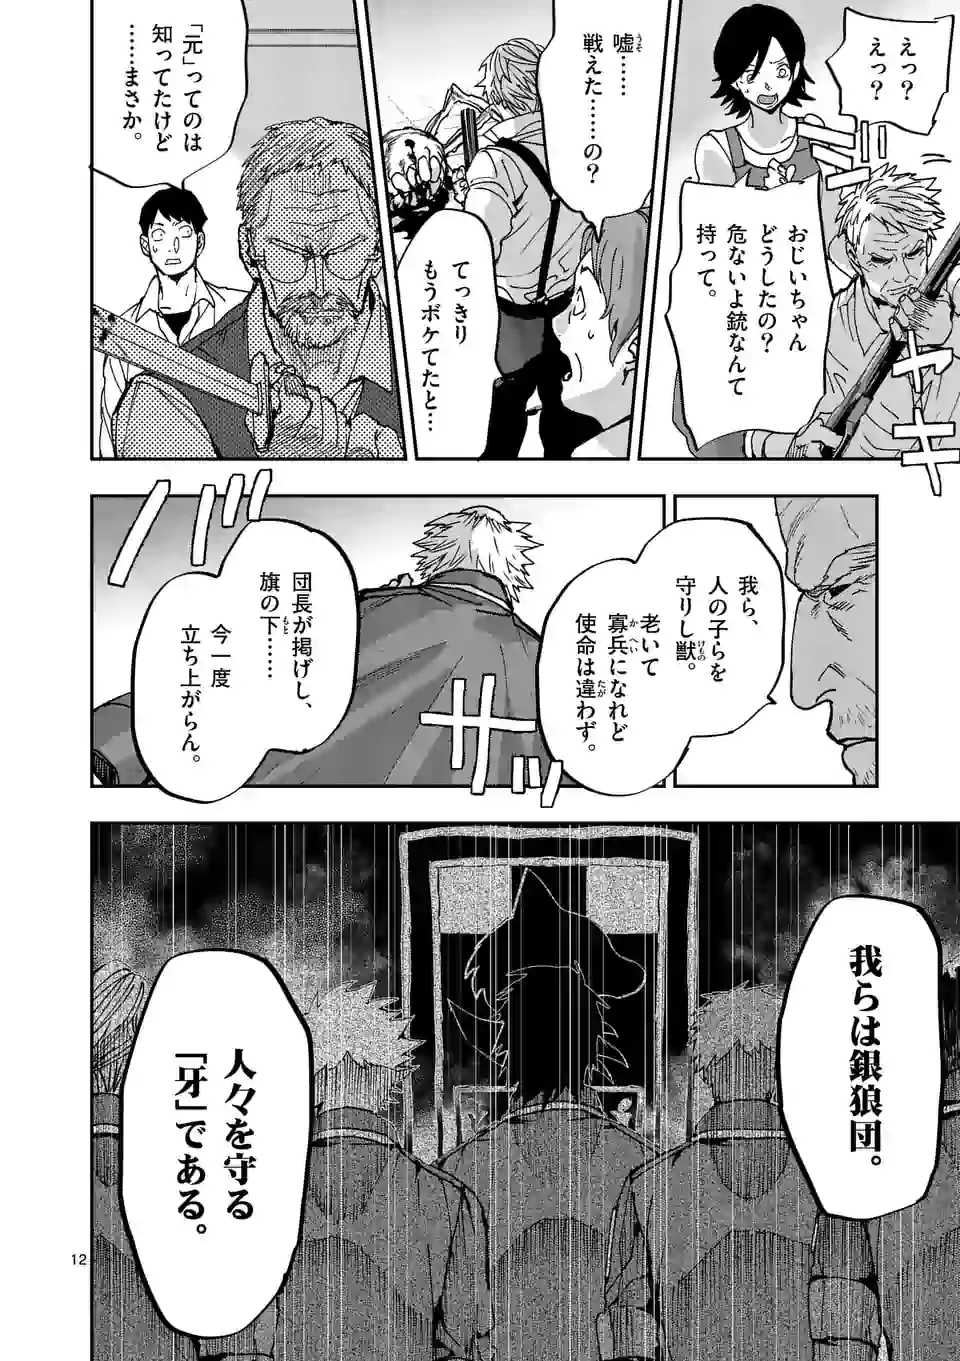 えっ?
えっ?
おじいちゃん
どうしたの?
危ないよ銃なんて
持って。
キキキ
嘘……
戦えた……の?
てっきり
もうボケてたと…
「元」ってのは
知ってたけど
……まさか。
我ら、
人の子らを
守りし獣。
老いて
寡兵になれど
使命は違わず。
団長が掲げし、
旗の下……
今一度
立ち上がらん。
ザッ
我らは銀狼団。
人々を守る
「牙」である。
12